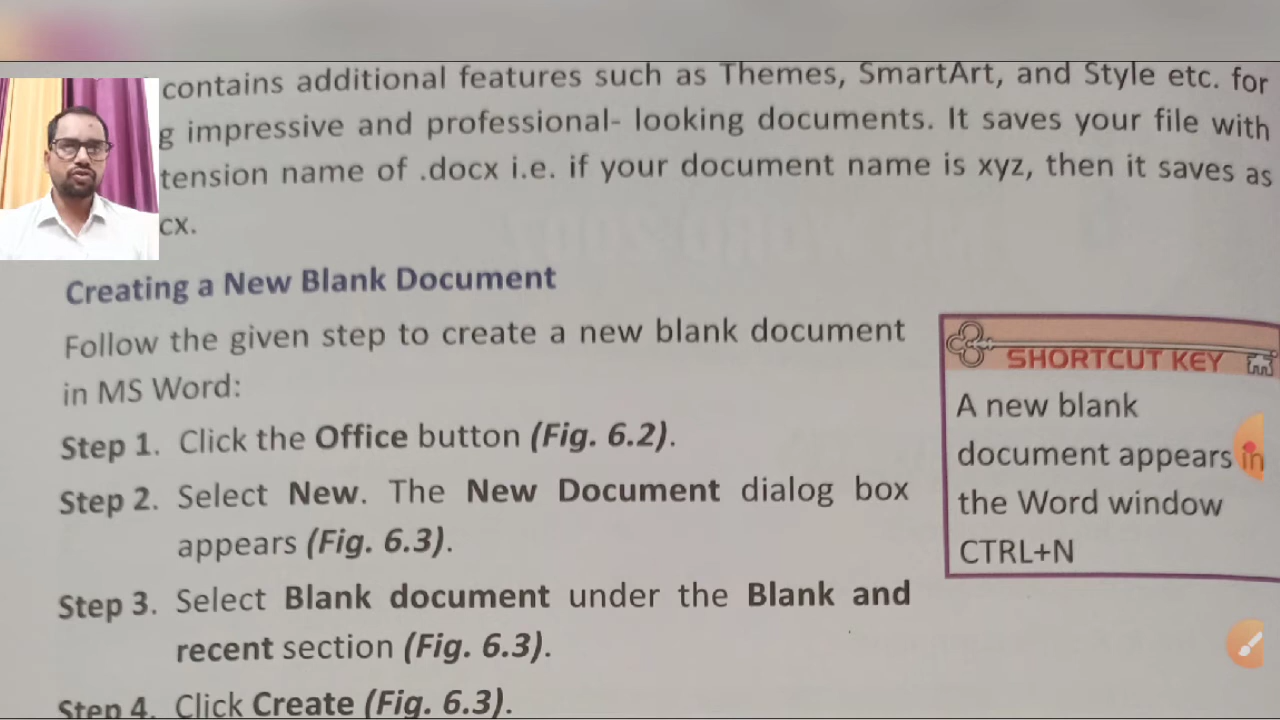 contains additional features such as Themes, SmartArt, and Style etc. for
g impressive and professional- looking documents. It saves your file with
tension name of .docx i.e. if your document name is xyz, then it saves as
cx.
Creating a New Blank Document
Follow the given step to create a new blank document
in MS Word:
Step 1. Click the Office button (Fig. 6.2).
Step 2. Select New. The New Document dialog box
appears (Fig. 6.3).
Step 3. Select Blank document under the Blank and
recent section (Fig. 6.3).
Step 4. Click Create (Fig. 6.3).
SHORTCUT KEY
A new blank
document appears in
the Word window
CTRL+N